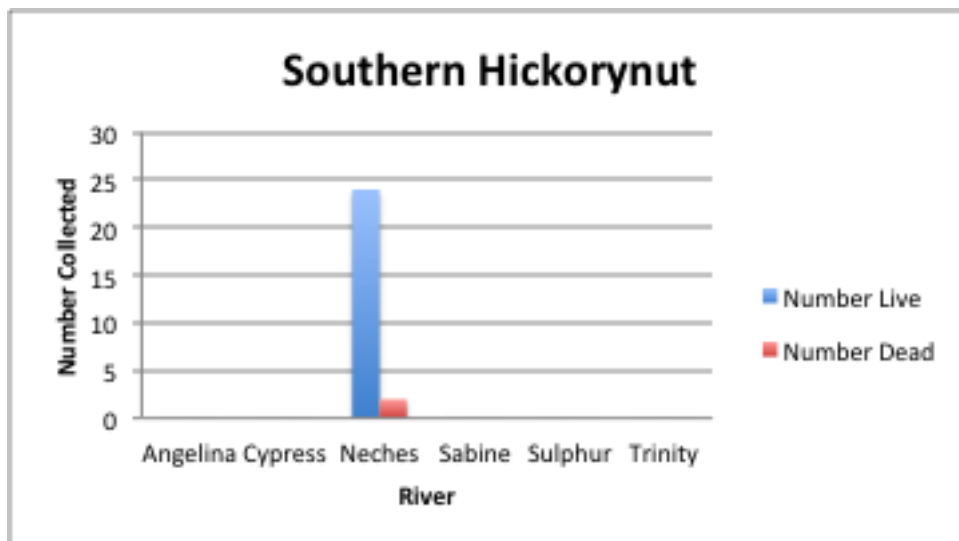 Southern Hickorynut
30
25
20
15
10
5
0
Number Collected
Number Live
Number Dead
Angelina Cypress Neches Sabine Sulphur Trinity
River